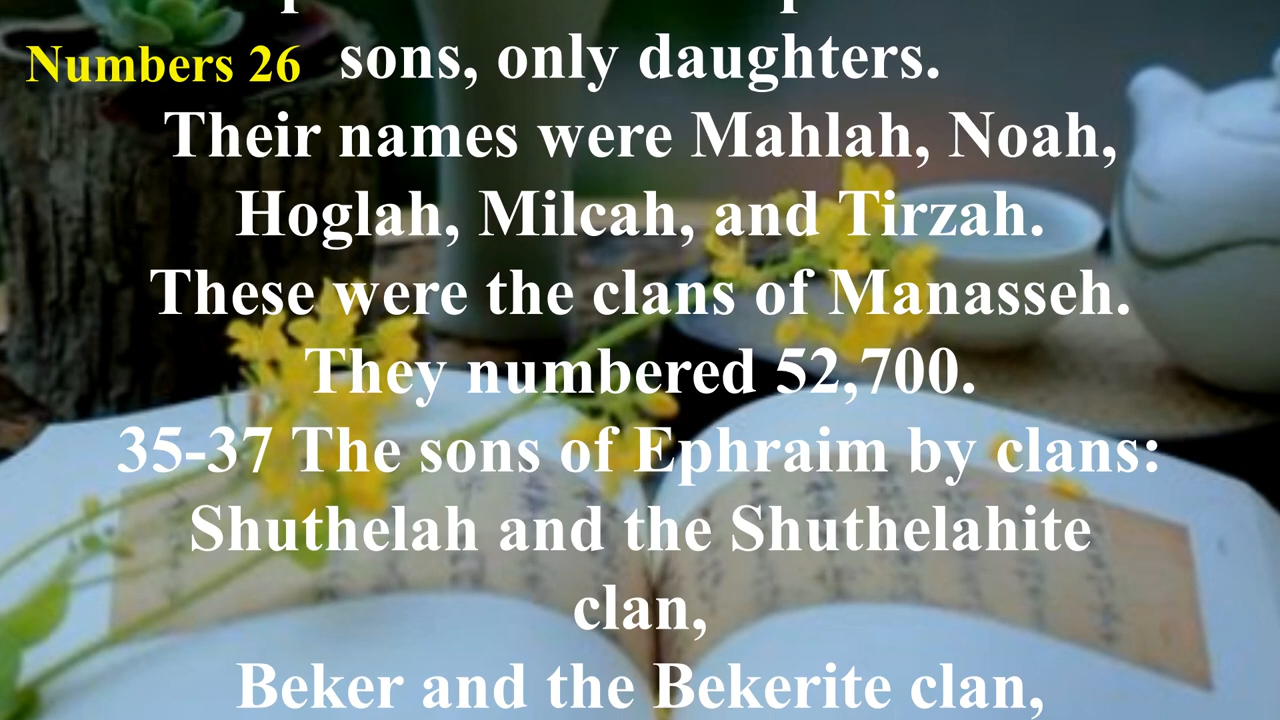 Numbers 26
sons, only daughters.
Their names were Mahlah, Noah,
Hoglah, Milcah, and Tirzah.
These were the clans of Manasseh.
They numbered 52,700.
35-37 The sons of Ephraim by clans:
Shuthelah and the Shuthelahite
clan,
Beker and the Bekerite clan,